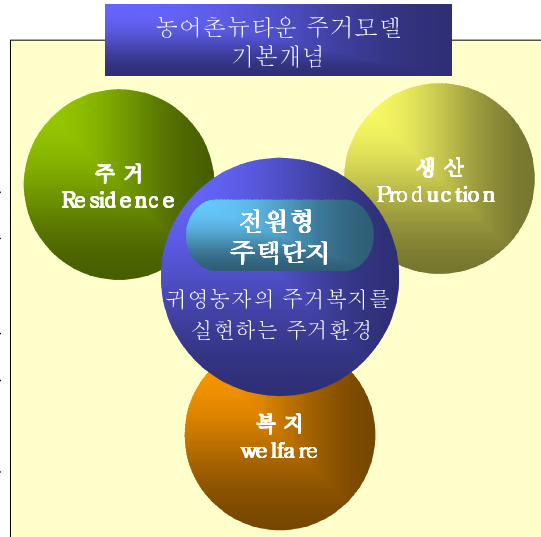 농어촌뉴타운 주거모델
기본개념
주 거
Residence
생 산
Production
전원형
주택단지
귀영농자의 주거복지를
실현하는 주거환경
복 지
welfare